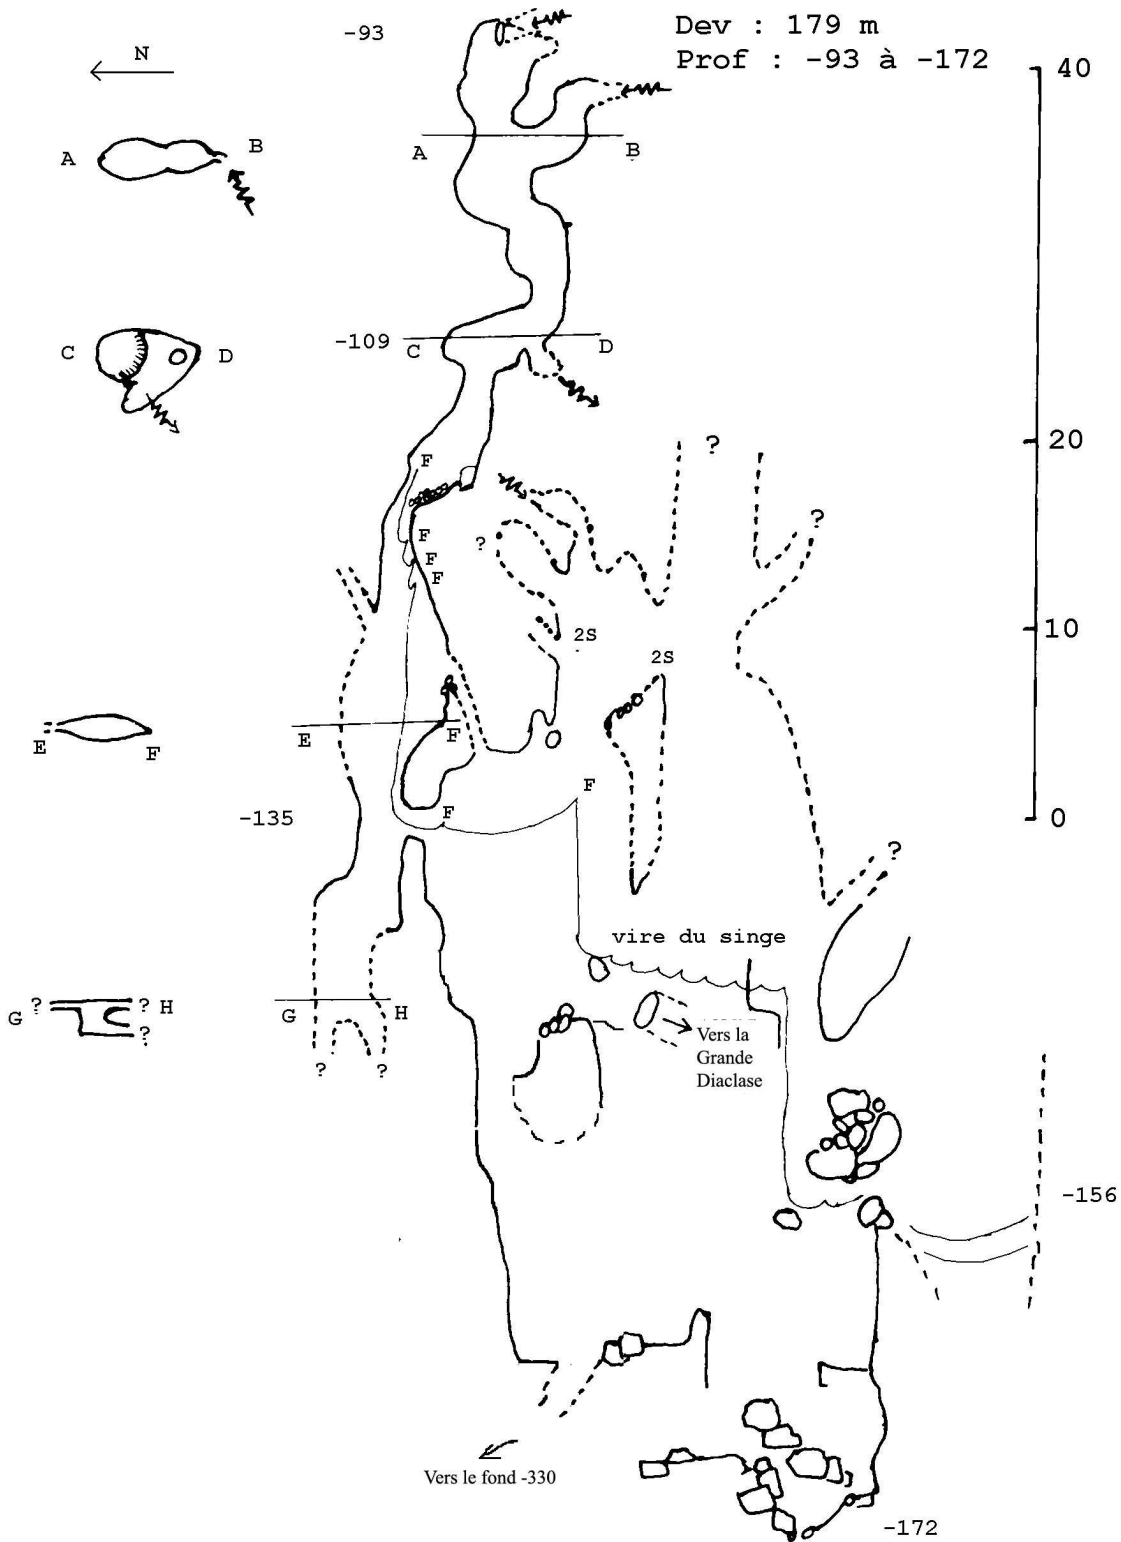 Dev : 179 m
Prof : -93 à -172
-93
N
40
A
B
A
B
-109
C
D
C
D
20
?
F
?
F
?
F
F
10
2S
2S
E
F
E
F
F
F
-135
0
?
vire du singe
G
?
?
H
?
G
H
?
?
Vers la
Grande
Diaclase
-156
Vers le fond -330
-172